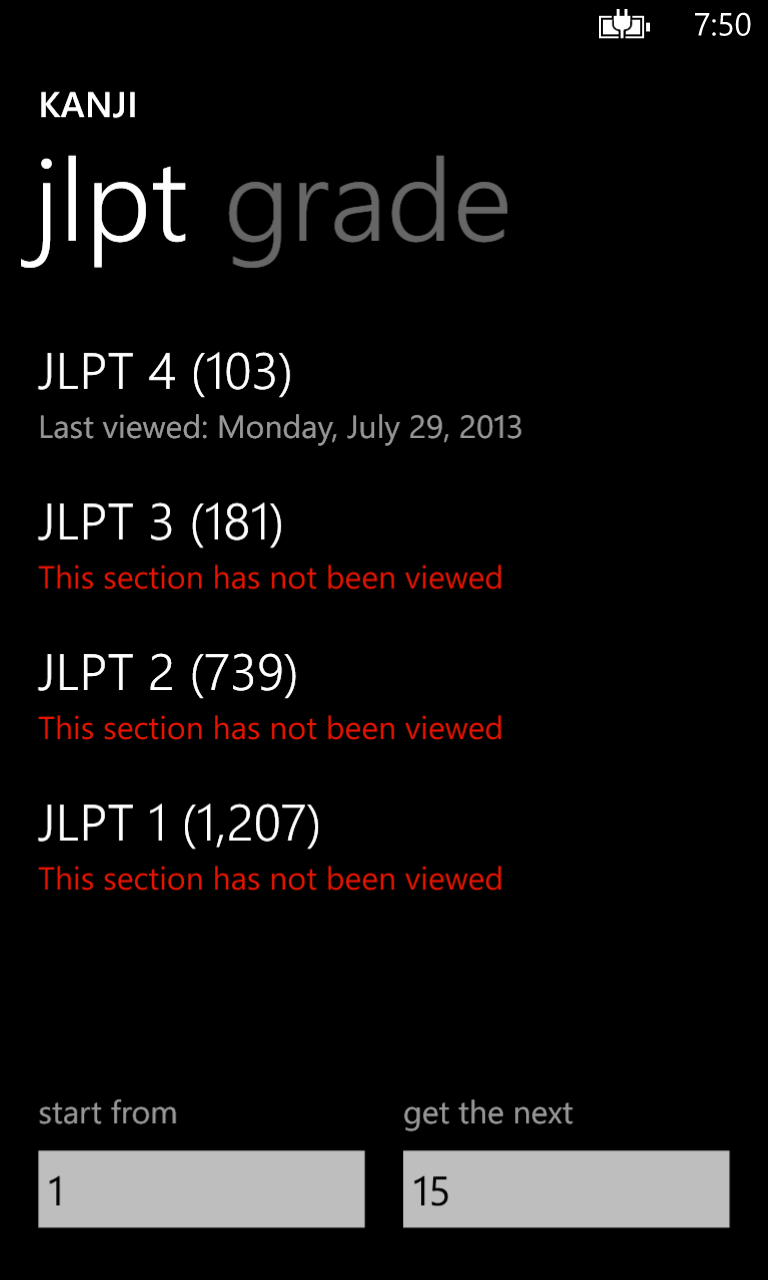 7:50
KANJI
jlpt grade
JLPT 4 (103)
Last viewed: Monday, July 29, 2013
JLPT 3 (181)
This section has not been viewed
JLPT 2 (739)
This section has not been viewed
JLPT 1 (1,207)
This section has not been viewed
start from get the next
1 15